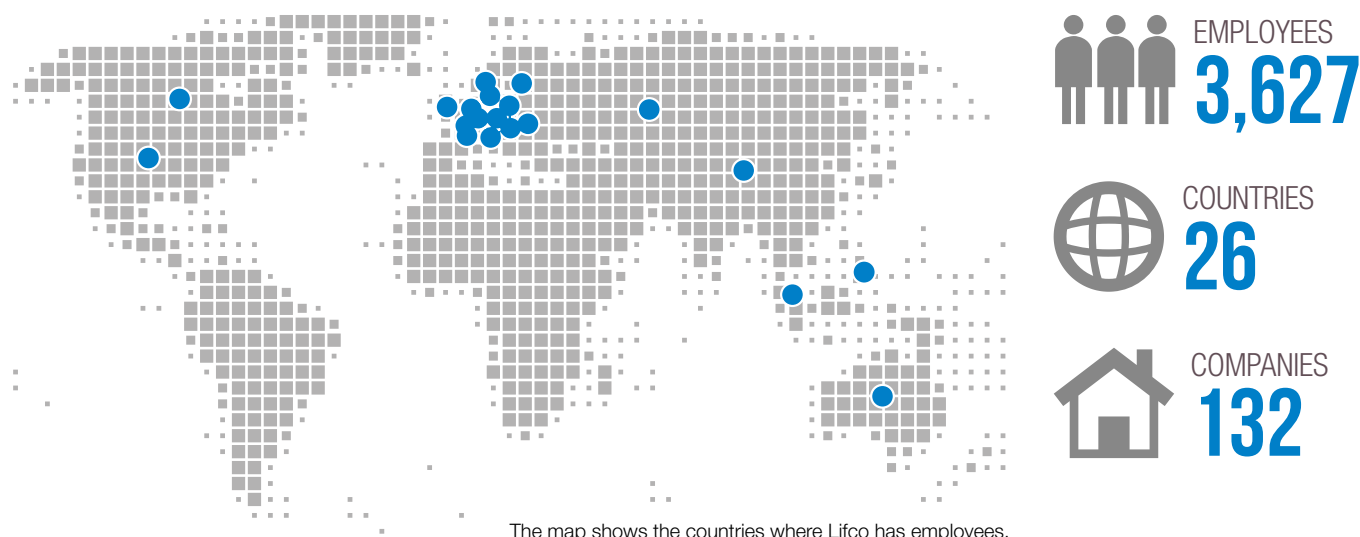 EMPLOYEES
3,627
COUNTRIES
26
COMPANIES
132
The map shows the countries where Lifco has employees.